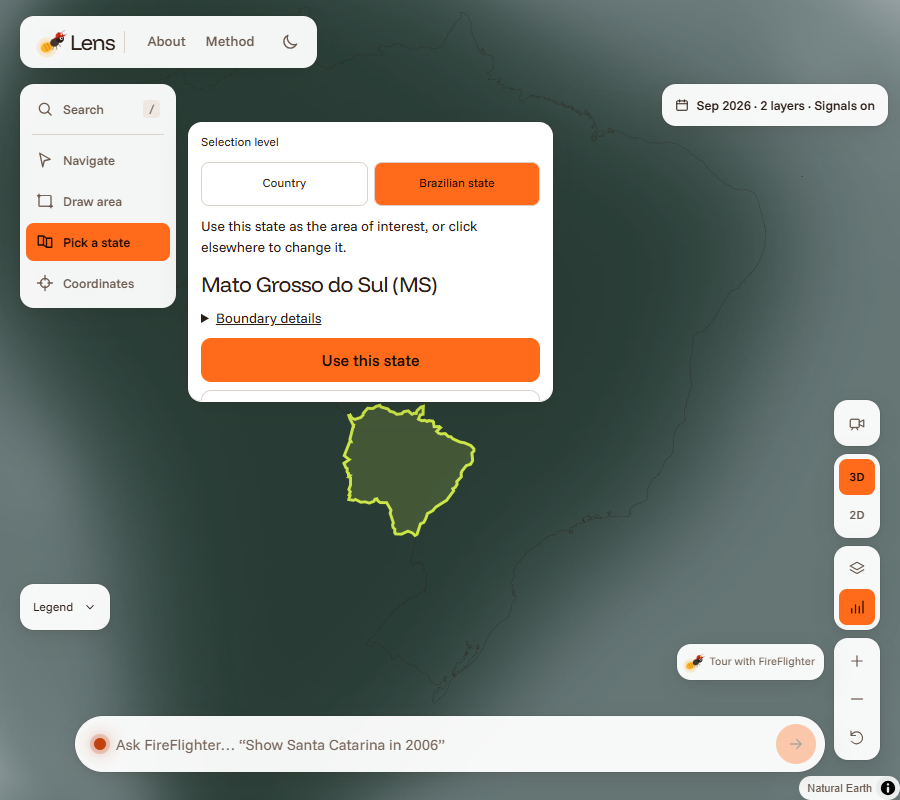 Lens
About
Method
Search
/
Navigate
Draw area
Pick a state
Coordinates
Sep 2026 · 2 layers · Signals on
Selection level
Country
Brazilian state
Use this state as the area of interest, or click
elsewhere to change it.
Mato Grosso do Sul (MS)
Boundary details
Use this state
3D
2D
Legend
Tour with FireFlighter
Ask FireFlighter… “Show Santa Catarina in 2006”
Natural Earth